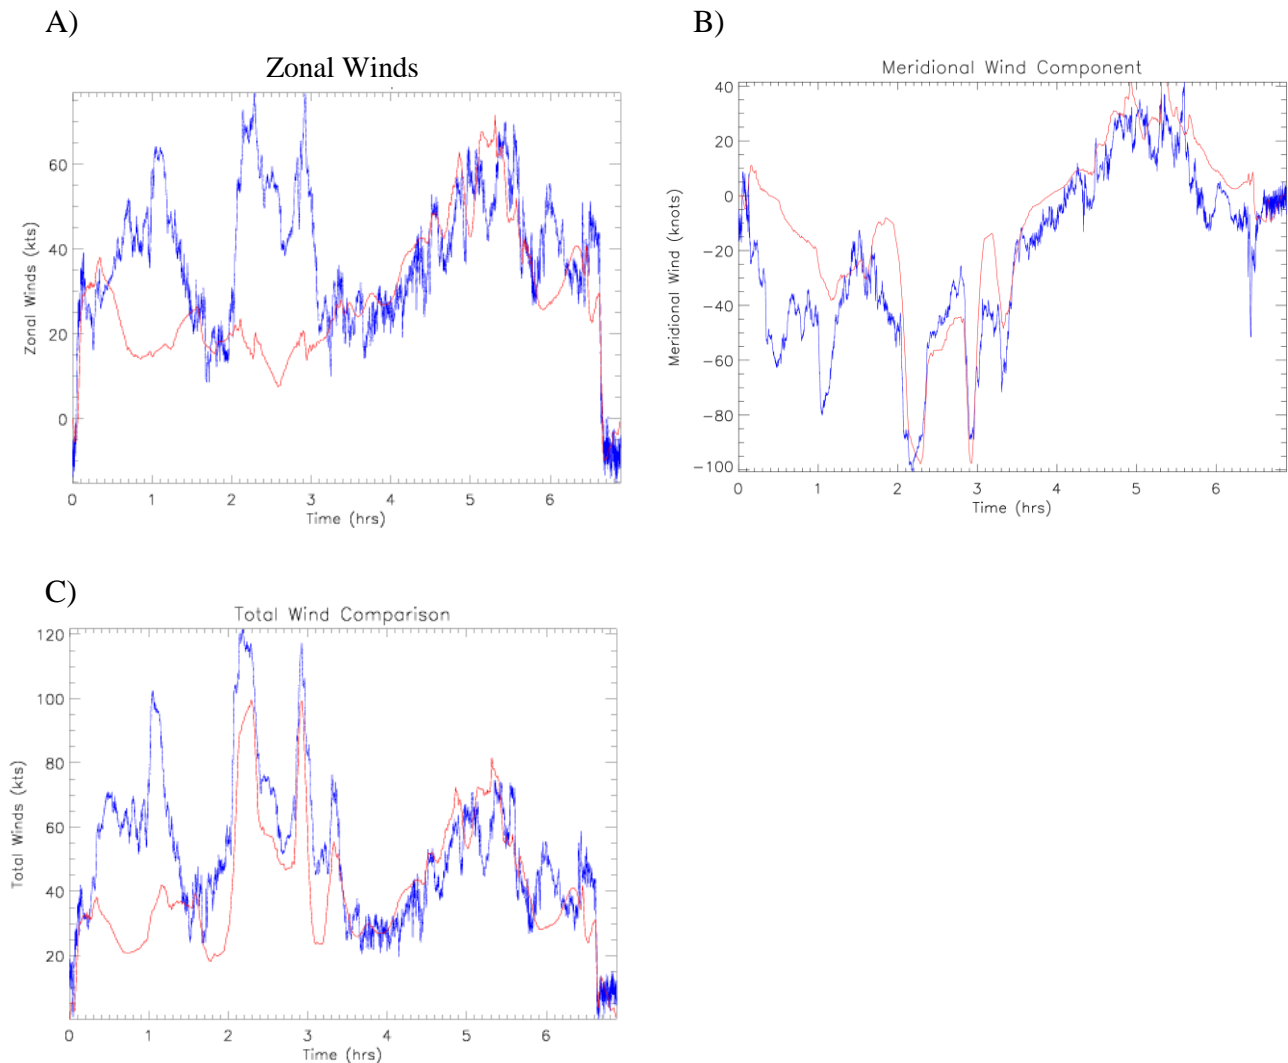 A)
Zonal Winds
60
40
20
0
Zonal Winds (kts)
0 1 2 3 4 5 6
Time (hrs)
B)
Meridional Wind Component
40
20
0
-20
-40
-60
-80
-100
Meridional Wind (knots)
0 1 2 3 4 5 6
Time (hrs)
C)
Total Wind Comparison
120
100
80
60
40
20
Total Winds (kts)
0 1 2 3 4 5 6
Time (hrs)